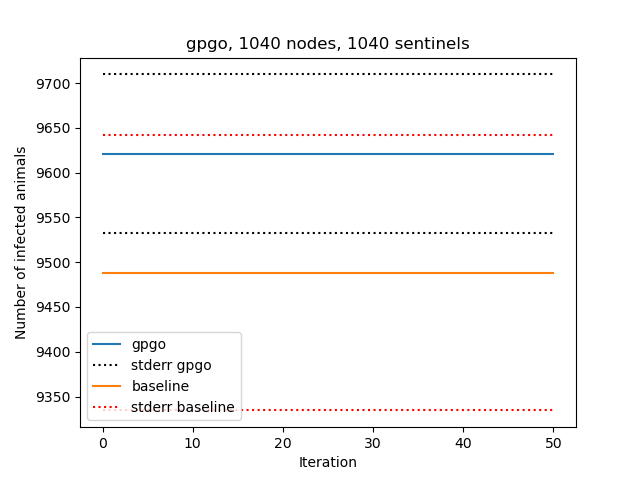 gpgo, 1040 nodes, 1040 sentinels
9700
9650
9600
9550
9500
9450
9400
9350
Number of infected animals
gpgo
stderr gpgo
baseline
stderr baseline
0 10 20 30 40 50
Iteration